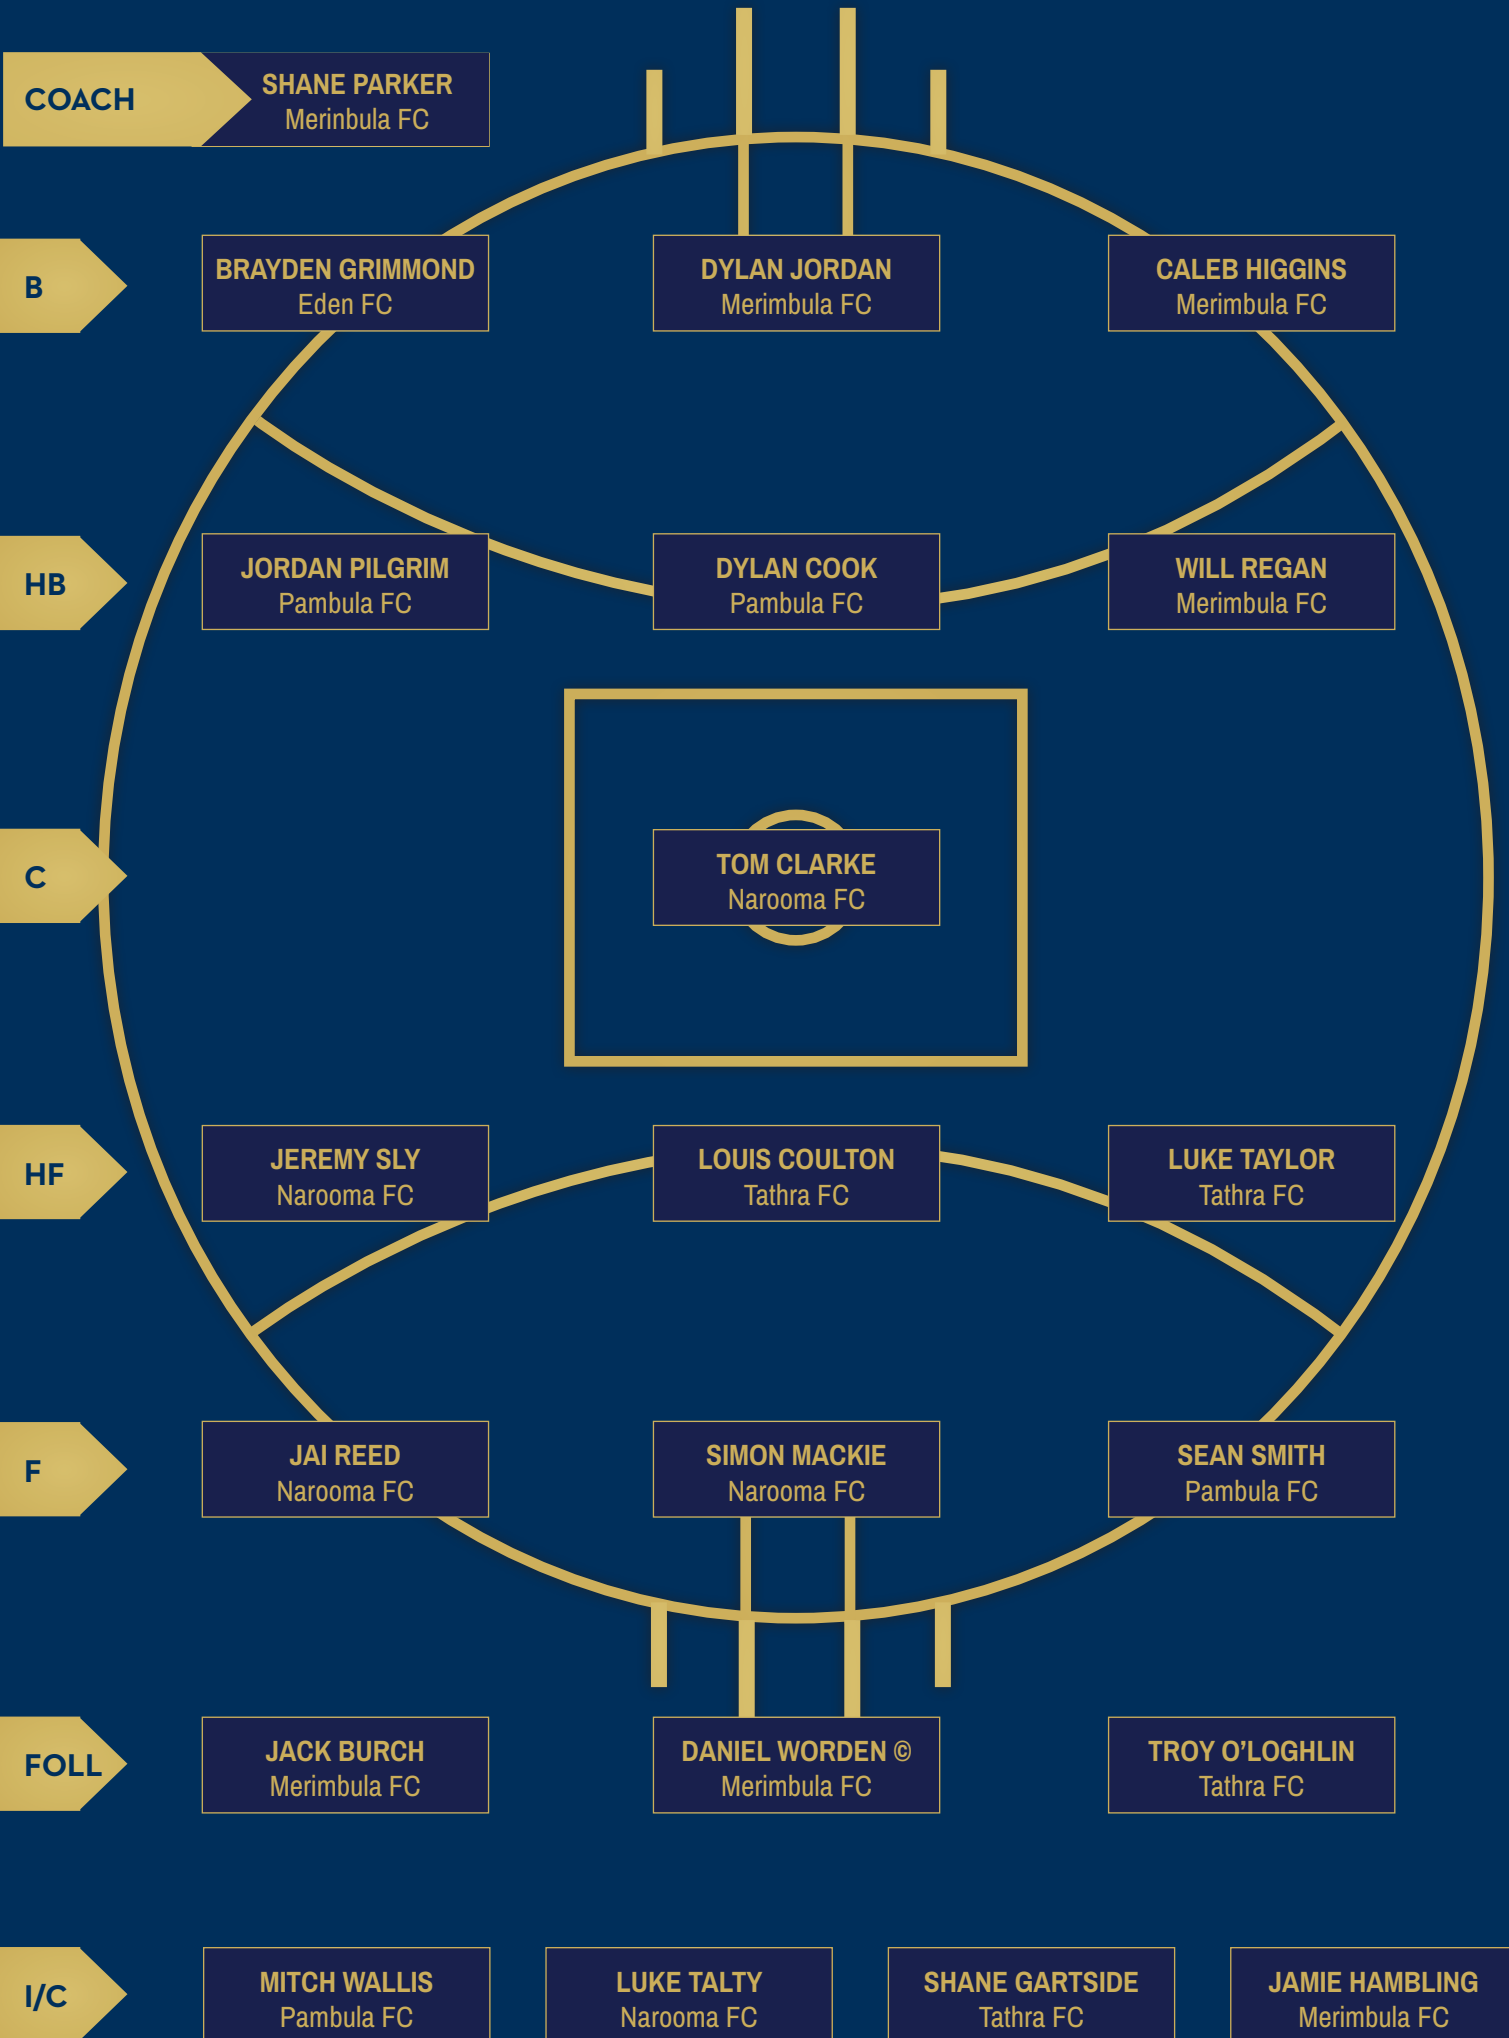 COACH
SHANE PARKER
Merinbula FC
B
BRAYDEN GRIMMOND
Eden FC
DYLAN JORDAN
Merimbula FC
CALEB HIGGINS
Merimbula FC
HB
JORDAN PILGRIM
Pambula FC
DYLAN COOK
Pambula FC
WILL REGAN
Merimbula FC
C
TOM CLARKE
Narooma FC
HF
JEREMY SLY
Narooma FC
LOUIS COULTON
Tathra FC
LUKE TAYLOR
Tathra FC
F
JAI REED
Narooma FC
SIMON MACKIE
Narooma FC
SEAN SMITH
Pambula FC
FOLL
JACK BURCH
Merimbula FC
DANIEL WORDEN ©
Merimbula FC
TROY O’LOGHLIN
Tathra FC
I/C
MITCH WALLIS
Pambula FC
LUKE TALTY
Narooma FC
SHANE GARTSIDE
Tathra FC
JAMIE HAMBLING
Merimbula FC